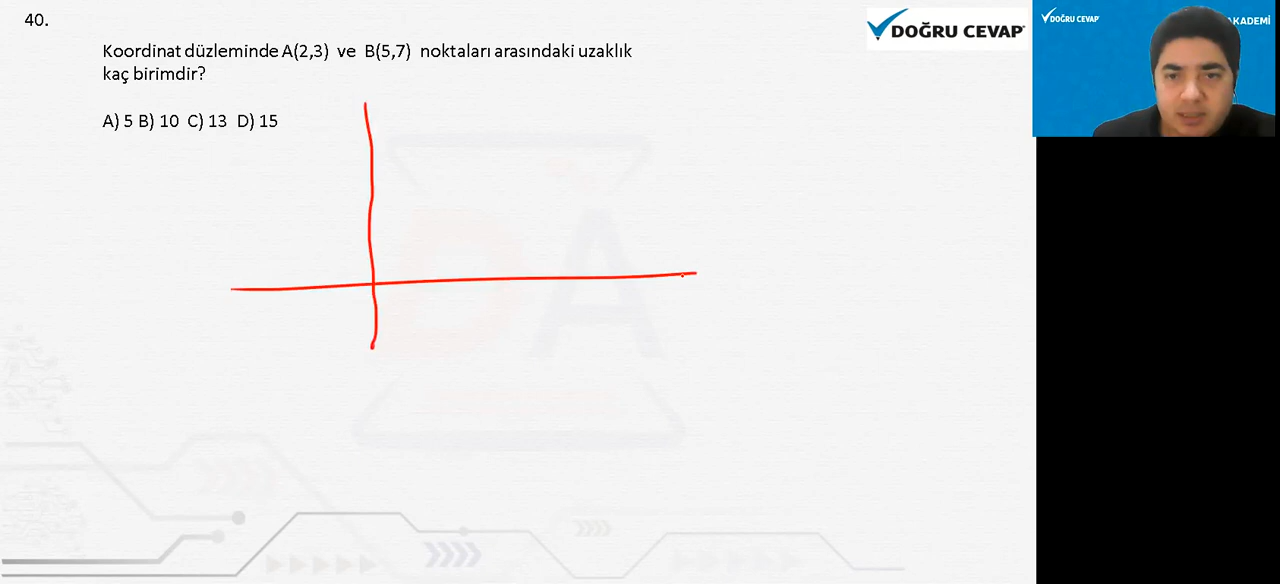 40.
Koordinat düzleminde A(2,3) ve B(5,7) noktaları arasındaki uzaklık
kaç birimdir?
A) 5 B) 10 C) 13 D) 15
DA
DOĞRU CEVAP
DOĞRU CEVAP
AKADEMİ